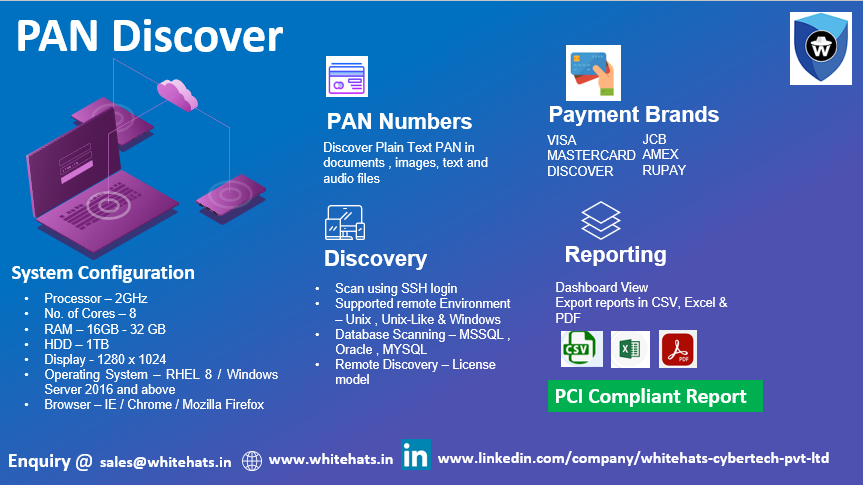 PAN Discover
W
PAN Numbers
Discover Plain Text PAN in
documents , images, text and
audio files
Payment Brands
VISA
MASTERCARD
DISCOVER
JCB
AMEX
RUPAY
System Configuration
• Processor – 2GHz
• No. of Cores – 8
• RAM – 16GB - 32 GB
• HDD – 1TB
• Display - 1280 x 1024
• Operating System – RHEL 8 / Windows
Server 2016 and above
• Browser – IE / Chrome / Mozilla Firefox
Discovery
• Scan using SSH login
• Supported remote Environment
– Unix , Unix-Like & Windows
• Database Scanning – MSSQL ,
Oracle , MYSQL
• Remote Discovery – License
model
Reporting
Dashboard View
Export reports in CSV, Excel &
PDF
CSV
X
PDF
PCI Compliant Report
Enquiry @ sales@whitehats.in www.whitehats.in in www.linkedin.com/company/whitehats-cybertech-pvt-ltd